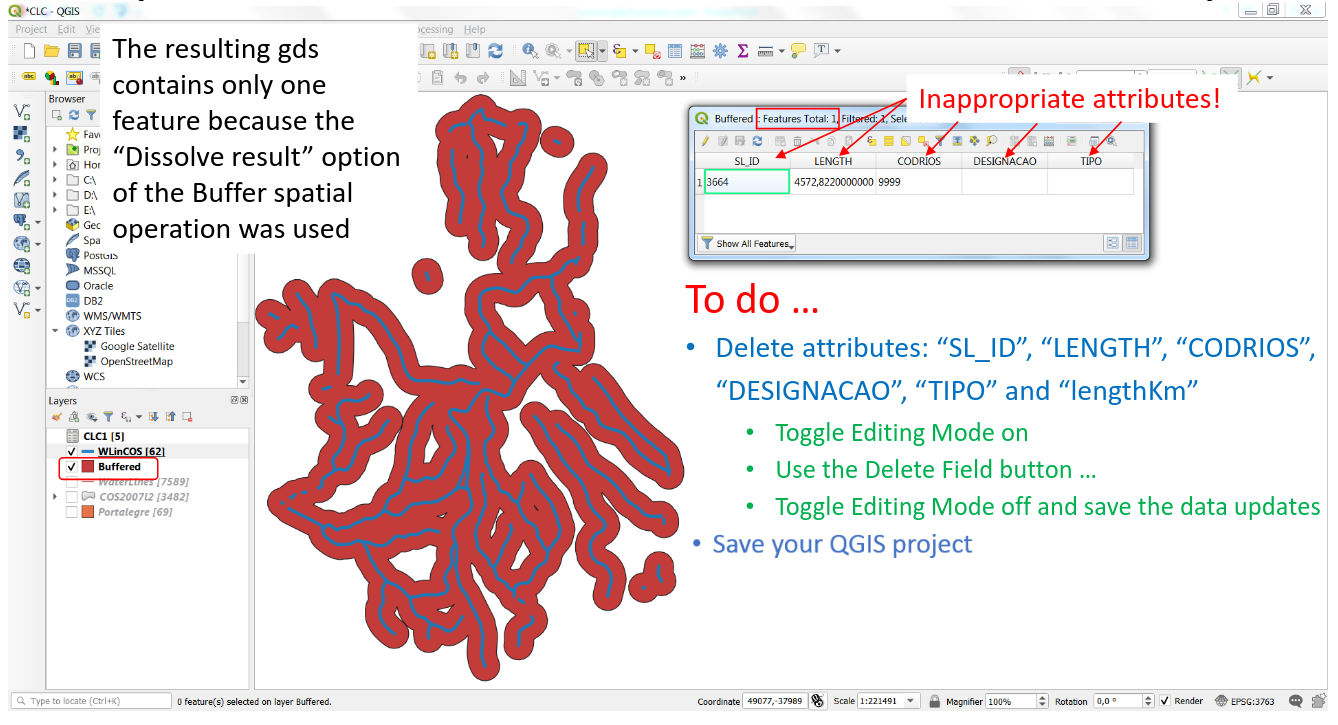 *CLC - QGIS
Project Edit Vie
cessing Help
The resulting gds
contains only one
feature because the
“Dissolve result” option
of the Buffer spatial
operation was used
Browser
Fav
Proj
Hor
C:\
D:\
E:\
Geo
Spa
PostGIS
MSSQL
Oracle
DB2
WMS/WMTS
XYZ Tiles
Google Satellite
OpenStreetMap
WCS
Layers
CLC1 [5]
WLinCOS [62]
Buffered
WaterLines [7589]
COS2007l2 [3482]
Portalegre [69]
Inappropriate attributes!
Buffered : Features Total: 1, Filtered: 1, Sele
SL_ID LENGTH CODRIOS DESIGNACAO TIPO
1 3664 4572,8220000000 9999
Show All Features
To do ...
• Delete attributes: “SL_ID”, “LENGTH”, “CODRIOS”,
“DESIGNACAO”, “TIPO” and “lengthKm”
• Toggle Editing Mode on
• Use the Delete Field button ...
• Toggle Editing Mode off and save the data updates
• Save your QGIS project
Type to locate (Ctrl+K) 0 feature(s) selected on layer Buffered. Coordinate 49077,-37989 Scale 1:221491 Magnifier 100% Rotation 0,0 ° Render EPSG:3763